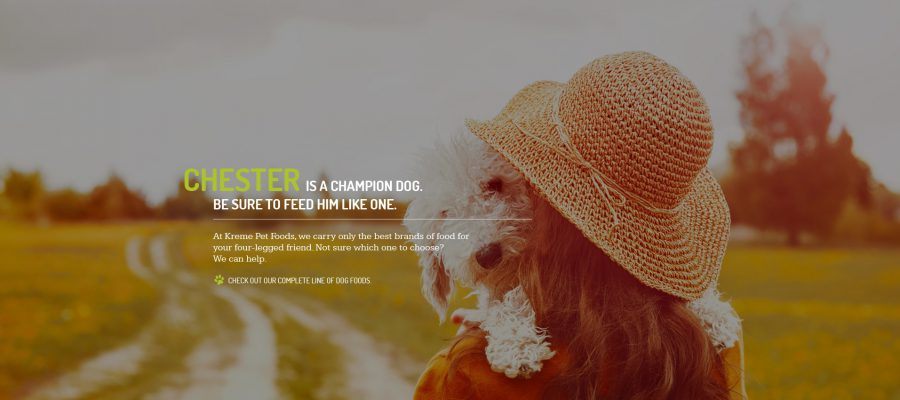 CHESTER IS A CHAMPION DOG.
BE SURE TO FEED HIM LIKE ONE.
At Kreme Pet Foods, we carry only the best brands of food for
your four-legged friend. Not sure which one to choose?
We can help.
CHECK OUT OUR COMPLETE LINE OF DOG FOODS